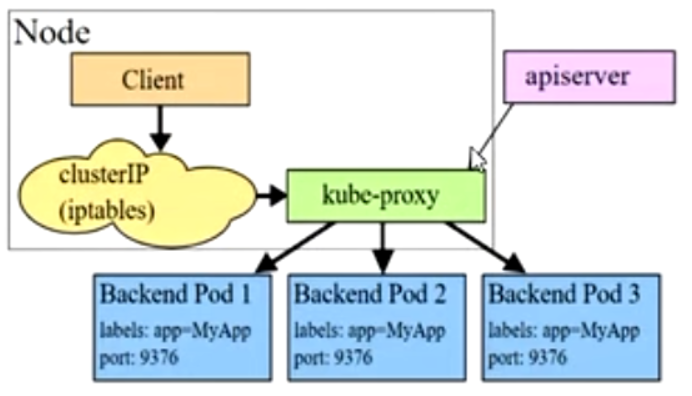 Node
Client
apiserver
clusterIP
(iptables)
kube-proxy
Backend Pod 1
labels: app=MyApp
port: 9376
Backend Pod 2
labels: app=MyApp
port: 9376
Backend Pod 3
labels: app=MyApp
port: 9376